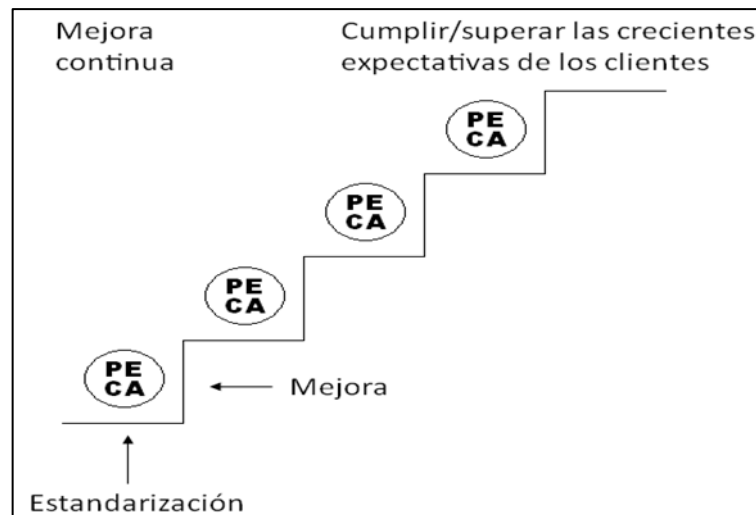 Mejora
continua
Cumplir/superar las crecientes
expectativas de los clientes
PE
CA
PE
CA
PE
CA
PE
CA
Mejora
Estandarización